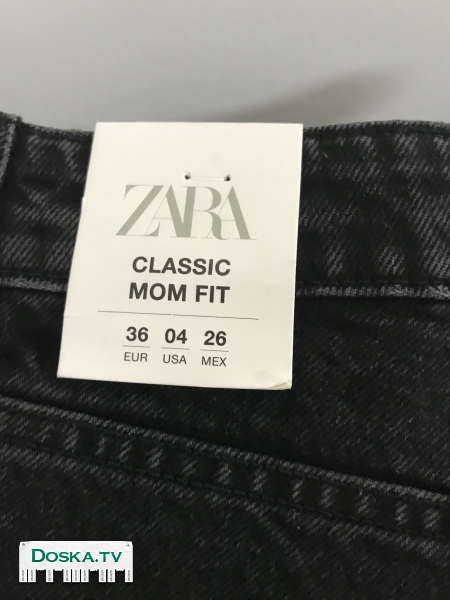 ZARA
CLASSIC
MOM FIT
36 04 26
EUR USA MEX
DOSKA.TV